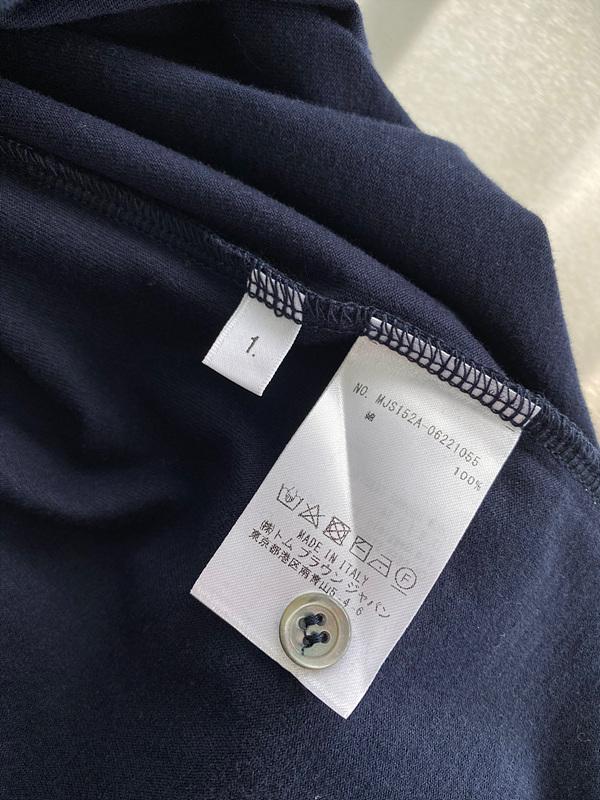 1.
NO. MJS152A-06221055
綿
100%
F
MADE IN ITALY
(株)トム ブラウン ジャパン
東京都港区南青山5-4-6